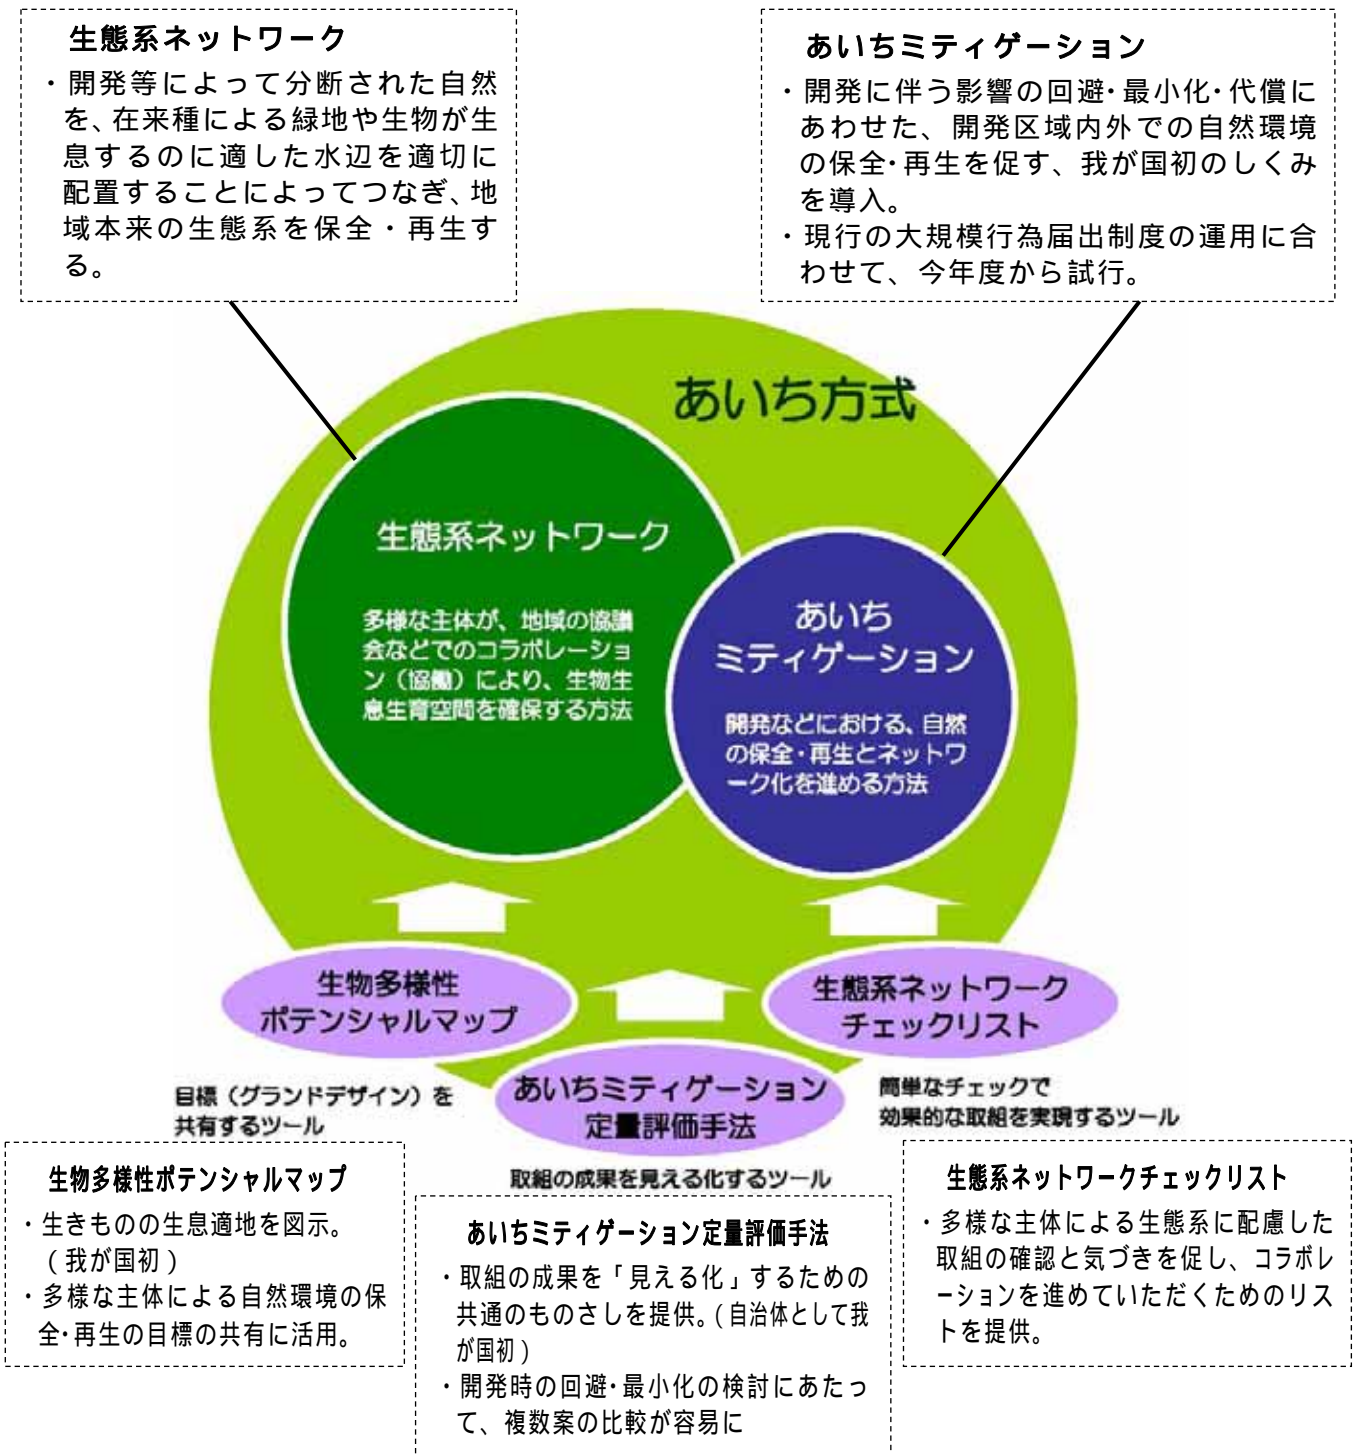 生態系ネットワーク
・開発等によって分断された自然
を、在来種による緑地や生物が生
息するのに適した水辺を適切に
配置することによってつなぎ、地
域本来の生態系を保全・再生す
る。
あいちミティゲーション
・開発に伴う影響の回避・最小化・代償に
あわせた、開発区域内外での自然環境
の保全・再生を促す、我が国初のしくみ
を導入。
・現行の大規模行為届出制度の運用に合
わせて、今年度から試行。
あいち方式
生態系ネットワーク
多様な主体が、地域の協議
会などでのコラボレーショ
ン（協働）により、生物生
息生育空間を確保する方法
あいち
ミティゲーション
開発などにおける、自然
の保全・再生とネットワ
ーク化を進める方法
生物多様性
ポテンシャルマップ
目標（グランドデザイン）を
共有するツール
あいちミティゲーション
定量評価手法
取組の成果を見える化するツール
生態系ネットワーク
チェックリスト
簡単なチェックで
効果的な取組を実現するツール
生物多様性ポテンシャルマップ
・生きものの生息適地を図示。
（我が国初）
・多様な主体による自然環境の保
全・再生の目標の共有に活用。
あいちミティゲーション定量評価手法
・取組の成果を「見える化」するための
共通のものさしを提供。（自治体として我
が国初）
・開発時の回避・最小化の検討にあたっ
て、複数案の比較が容易に
生態系ネットワークチェックリスト
・多様な主体による生態系に配慮した
取組の確認と気づきを促し、コラボレ
ーションを進めていただくためのリス
トを提供。